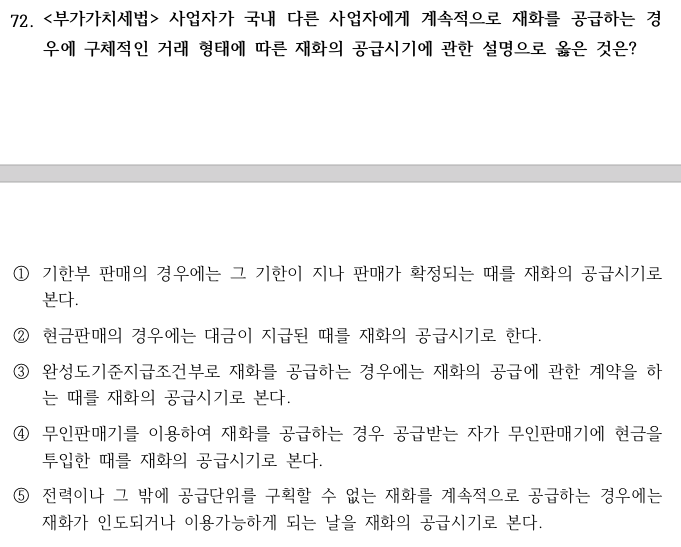 72. <부가가치세법> 사업자가 국내 다른 사업자에게 계속적으로 재화를 공급하는 경
우에 구체적인 거래 형태에 따른 재화의 공급시기에 관한 설명으로 옳은 것은?
① 기한부 판매의 경우에는 그 기한이 지나 판매가 확정되는 때를 재화의 공급시기로
본다.
② 현금판매의 경우에는 대금이 지급된 때를 재화의 공급시기로 한다.
③ 완성도기준지급조건부로 재화를 공급하는 경우에는 재화의 공급에 관한 계약을 하
는 때를 재화의 공급시기로 본다.
④ 무인판매기를 이용하여 재화를 공급하는 경우 공급받는 자가 무인판매기에 현금을
투입한 때를 재화의 공급시기로 본다.
⑤ 전력이나 그 밖에 공급단위를 구획할 수 없는 재화를 계속적으로 공급하는 경우에는
재화가 인도되거나 이용가능하게 되는 날을 재화의 공급시기로 본다.